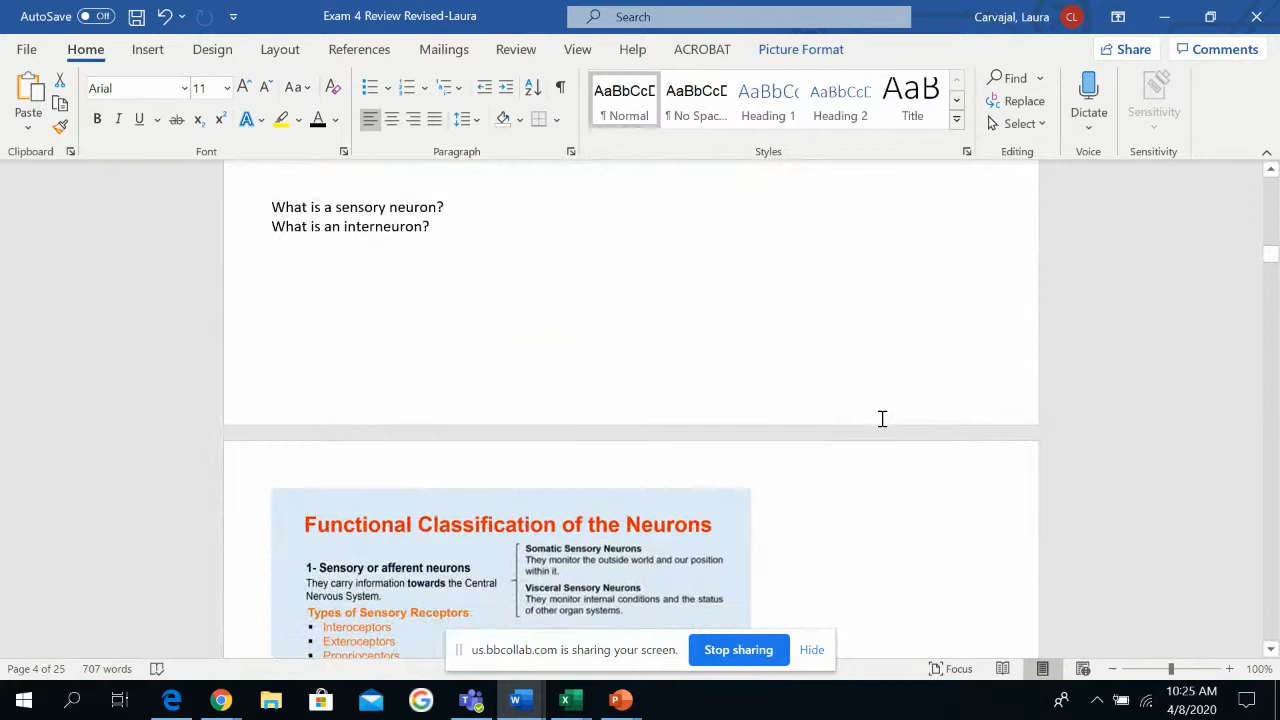 AutoSave Off
Exam 4 Review Revised-Laura
Search
Carvajal, Laura CL
File Home Insert Design Layout References Mailings Review View Help ACROBAT Picture Format Share Comments
Paste
Clipboard
Arial 11
Font
Paragraph
AaBbCcD AaBbCcD AaBbCc AaBbCcD AaB
¶ Normal ¶ No Spac... Heading 1 Heading 2 Title
Styles
Find
Replace
Select
Editing
Dictate
Voice
Sensitivity
Sensitivity
What is a sensory neuron?
What is an interneuron?
Functional Classification of the Neurons
1- Sensory or afferent neurons
They carry information towards the Central
Nervous System.
Types of Sensory Receptors:
Interoceptors
Exteroceptors
Proprioceptors
Somatic Sensory Neurons
They monitor the outside world and our position
within it.
Visceral Sensory Neurons
They monitor internal conditions and the status
of other organ systems.
us.bbcollab.com is sharing your screen. Stop sharing Hide
Page 4 of 25 707 words Focus 100%
10:25 AM
4/8/2020